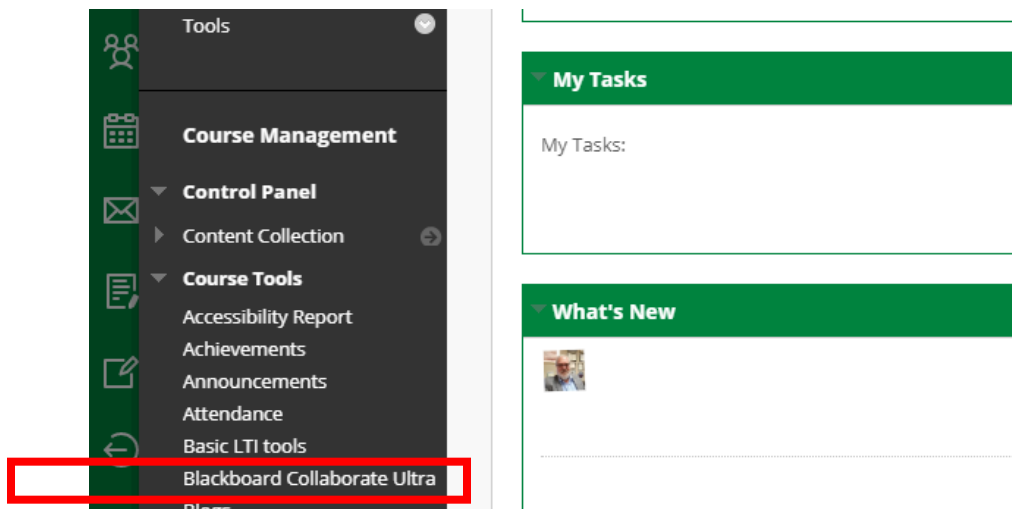 Tools
Course Management
Control Panel
Content Collection
Course Tools
Accessibility Report
Achievements
Announcements
Attendance
Basic LTI tools
Blackboard Collaborate Ultra
Blogs
My Tasks
My Tasks:
What's New